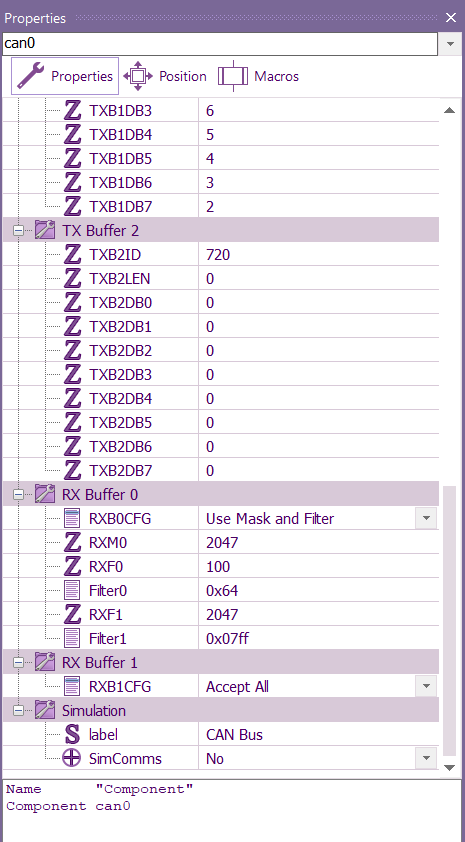 Properties
can0
Properties Position Macros
TXB1DB3 6
TXB1DB4 5
TXB1DB5 4
TXB1DB6 3
TXB1DB7 2
TX Buffer 2
TXB2ID 720
TXB2LEN 0
TXB2DB0 0
TXB2DB1 0
TXB2DB2 0
TXB2DB3 0
TXB2DB4 0
TXB2DB5 0
TXB2DB6 0
TXB2DB7 0
RX Buffer 0
RXB0CFG Use Mask and Filter
RXM0 2047
RXF0 100
Filter0 0x64
RXF1 2047
Filter1 0x07ff
RX Buffer 1
RXB1CFG Accept All
Simulation
label CAN Bus
SimComms No
Name "Component"
Component can0